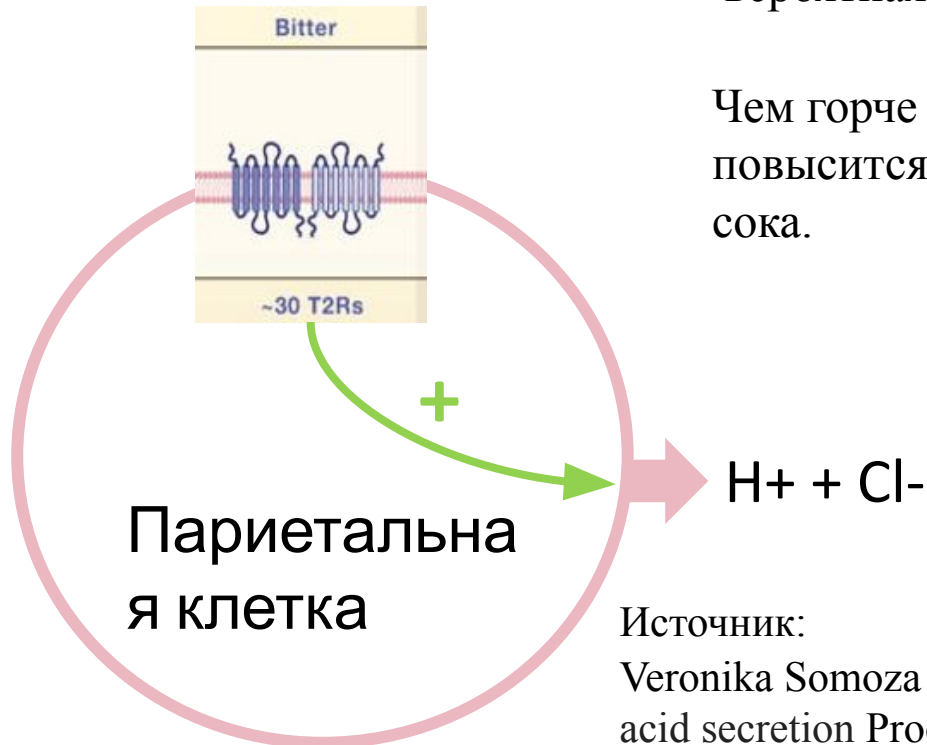 Bitter
Чем горче
повысится
сока.
~30 T2Rs
+
H+ + Cl-
Париетальна
я клетка
Источник:
Veronika Somoza
acid secretion